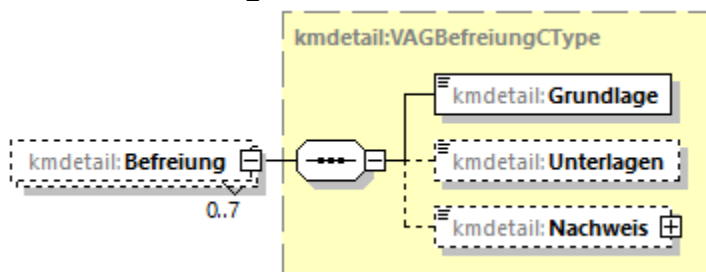 kmdetail:VAGBefreiungCType
kmdetail:Grundlage
kmdetail:Befreiung
kmdetail:Unterlagen
0..7
kmdetail:Nachweis